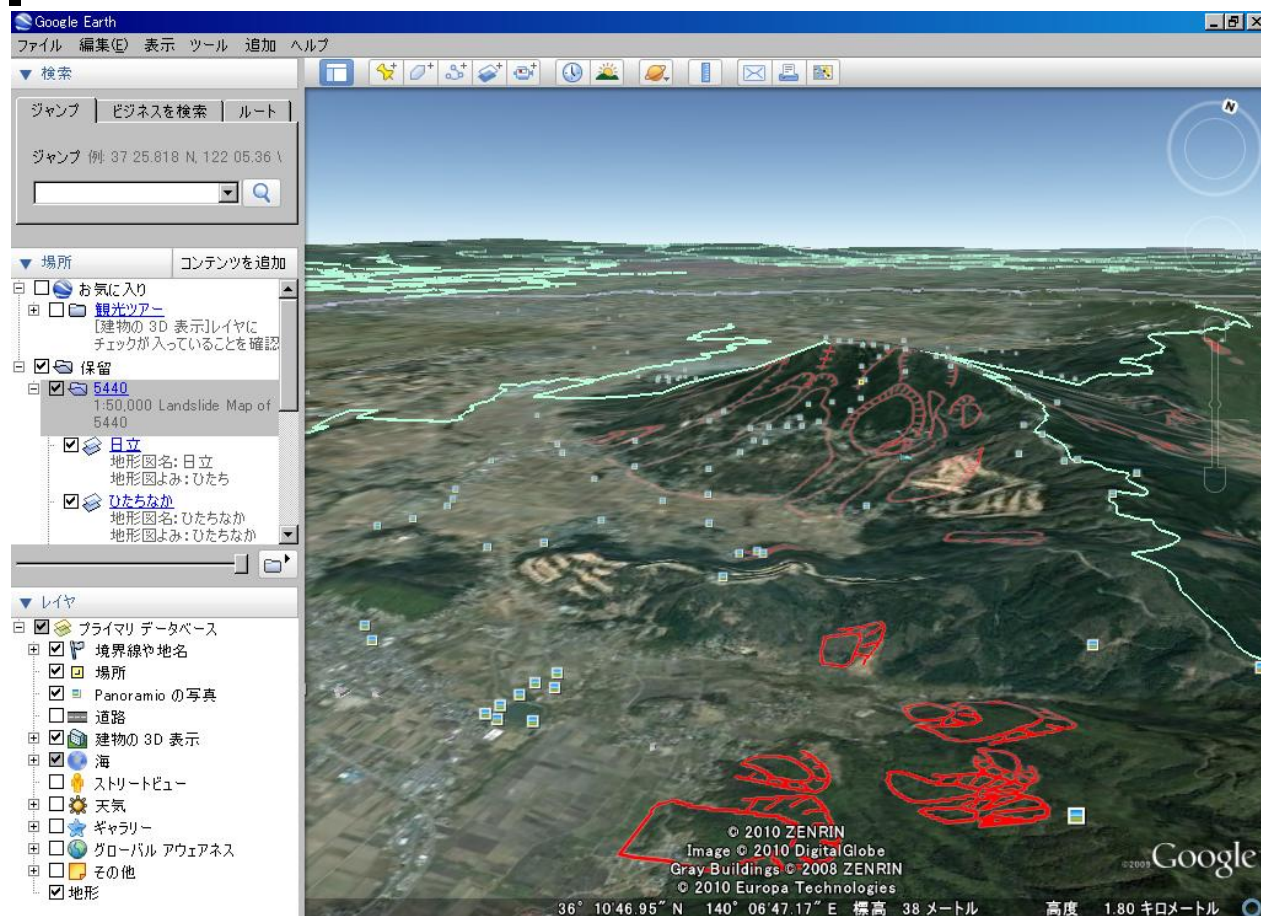 Google Earth
ファイル 編集(E) 表示 ツール 追加 ヘルプ
検索
ジャンプ ビジネスを検索 ルート
ジャンプ 例: 37 25.818 N, 122 05.36 \
場所 コンテンツを追加
お気に入り
観光ツアー
[建物の 3D 表示]レイヤに
チェックが入っていることを確認
保留
5440
1:50,000 Landslide Map of
5440
日立
地形図名:日立
地形図よみ:ひたち
ひたちなか
地形図名:ひたちなか
地形図よみ:ひたちなか
レイヤ
プライマリ データベース
境界線や地名
場所
Panoramio の写真
道路
建物の 3D 表示
海
ストリートビュー
天気
ギャラリー
グローバル アウェアネス
その他
地形
N
© 2010 ZENRIN
Image © 2010 DigitalGlobe
Gray Buildings © 2008 ZENRIN
© 2010 Europa Technologies
©2009 Google
36° 10'46.95" N 140° 06'47.17" E 標高 38 メートル 高度 1.80 キロメートル